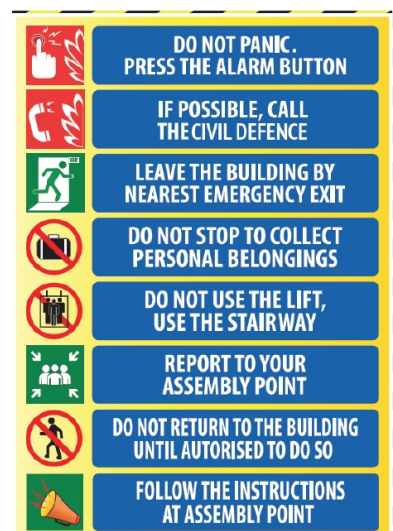 DO NOT PANIC.
PRESS THE ALARM BUTTON
IF POSSIBLE, CALL
THE CIVIL DEFENCE
LEAVE THE BUILDING BY
NEAREST EMERGENCY EXIT
DO NOT STOP TO COLLECT
PERSONAL BELONGINGS
DO NOT USE THE LIFT,
USE THE STAIRWAY
REPORT TO YOUR
ASSEMBLY POINT
DO NOT RETURN TO THE BUILDING
UNTIL AUTORISED TO DO SO
FOLLOW THE INSTRUCTIONS
AT ASSEMBLY POINT